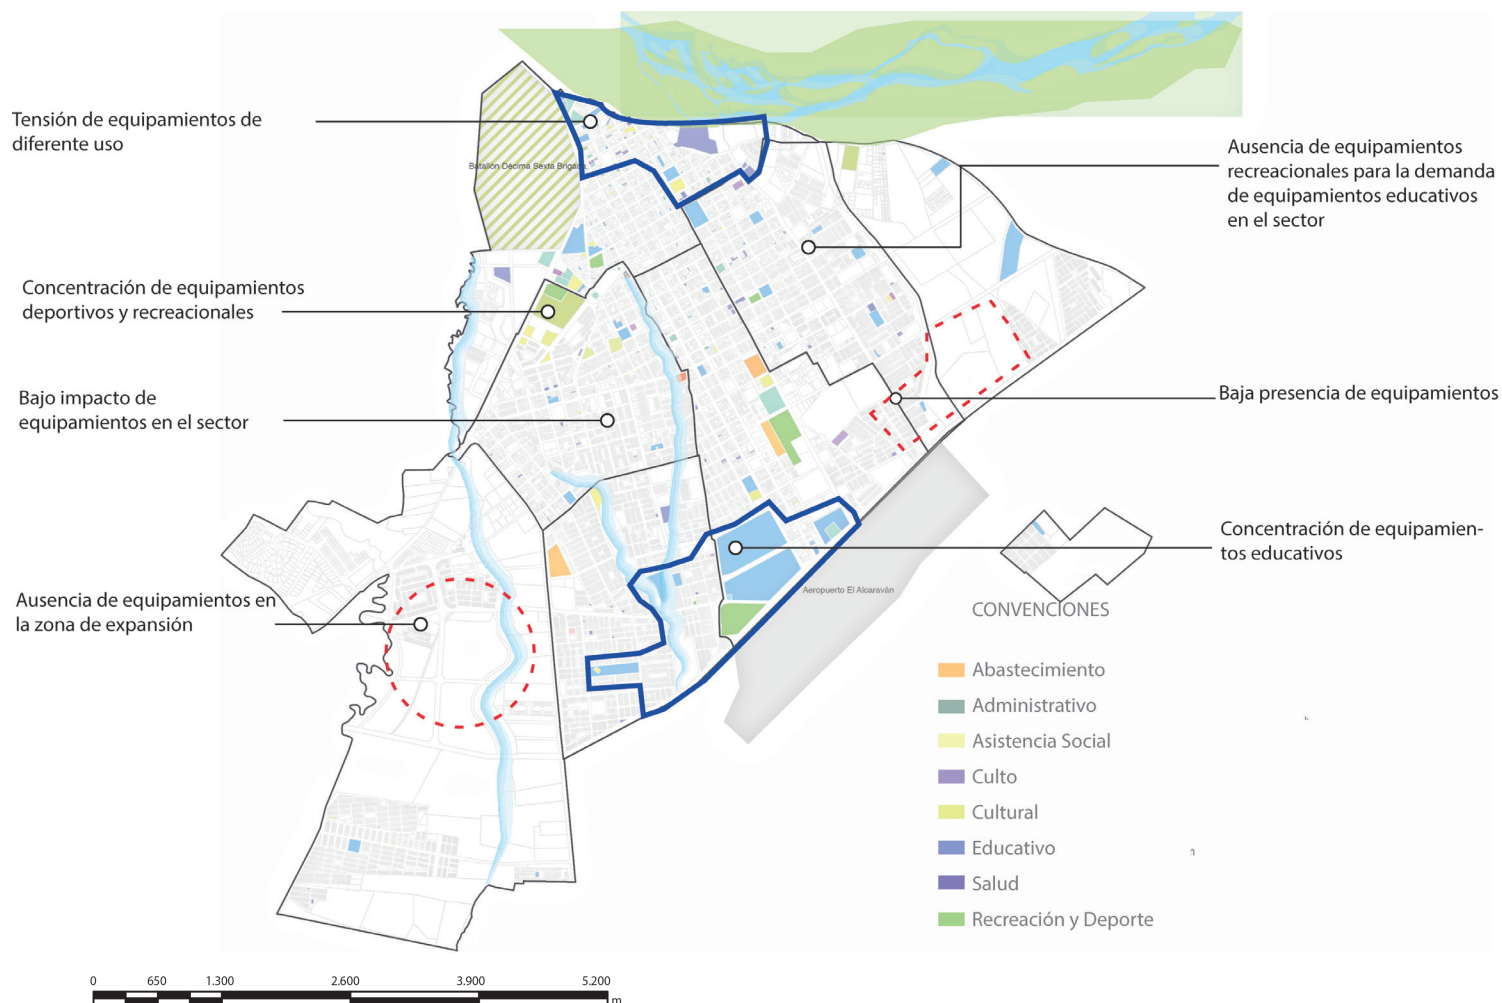 Tensión de equipamientos de
diferente uso
Batallón Décima Sexta Brigada
Ausencia de equipamientos
recreacionales para la demanda
de equipamientos educativos
en el sector
Concentración de equipamientos
deportivos y recreacionales
Bajo impacto de
equipamientos en el sector
Baja presencia de equipamientos
Concentración de equipamien-
tos educativos
Ausencia de equipamientos en
la zona de expansión
Aeropuerto El Alcaraván
CONVENCIONES
Abastecimiento
Administrativo
Asistencia Social
Culto
Cultural
Educativo
Salud
Recreación y Deporte
0 650 1.300 2.600 3.900 5.200
m